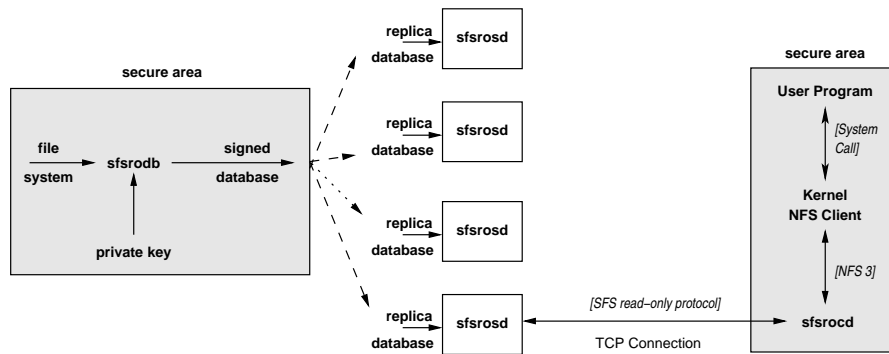 secure area
file
system
sfsrodb
signed
database
private key
replica
database
sfsrosd
replica
database
sfsrosd
replica
database
sfsrosd
replica
database
sfsrosd
[SFS read−only protocol]
TCP Connection
secure area
User Program
[System
Call]
Kernel
NFS Client
[NFS 3]
sfsrocd